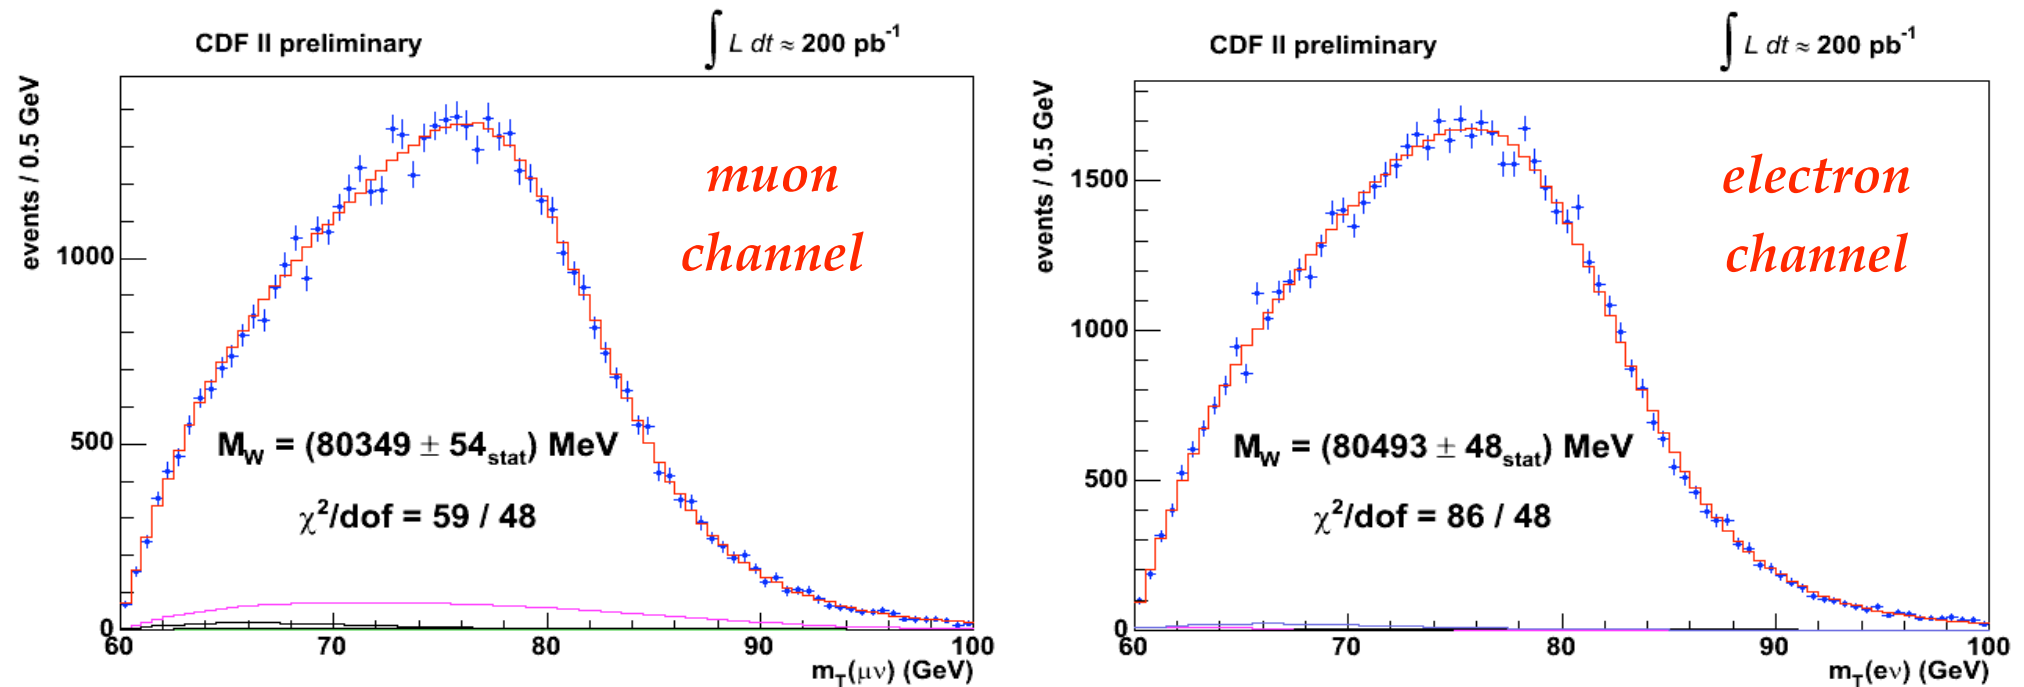 CDF II preliminary
∫ L dt ≈ 200 pb⁻¹
events / 0.5 GeV
1000
500
0
muon
channel
M_W = (80349 ± 54_stat) MeV
χ²/dof = 59 / 48
60
70
80
90
100
m_T(μν) (GeV)
CDF II preliminary
∫ L dt ≈ 200 pb⁻¹
events / 0.5 GeV
1500
1000
500
0
electron
channel
M_W = (80493 ± 48_stat) MeV
χ²/dof = 86 / 48
60
70
80
90
100
m_T(eν) (GeV)